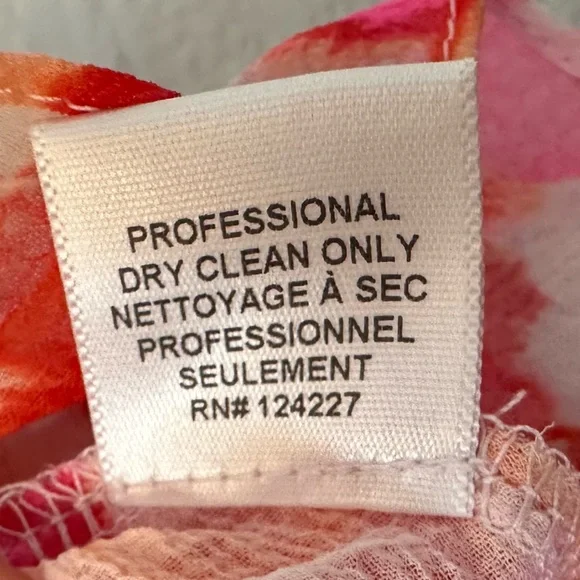 PROFESSIONAL
DRY CLEAN ONLY
NETTOYAGE À SEC
PROFESSIONNEL
SEULEMENT
RN# 124227